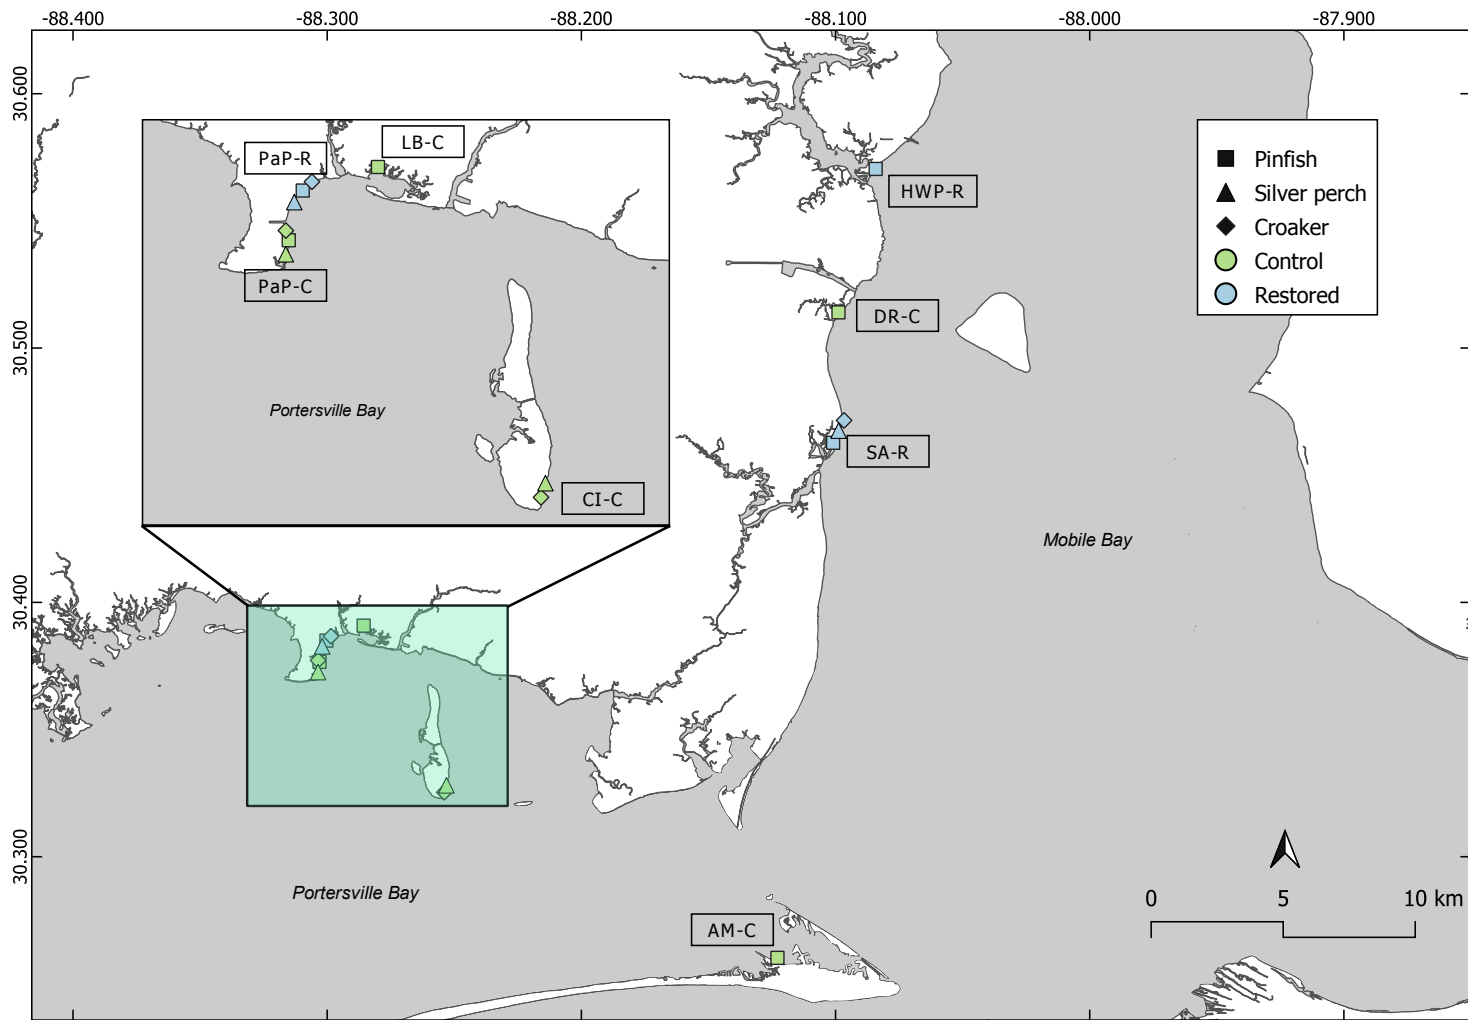 -88.400
-88.300
-88.200
-88.100
-88.000
-87.900
30.600
30.500
30.400
30.300
LB-C
PaP-R
PaP-C
Portersville Bay
CI-C
HWP-R
DR-C
SA-R
Pinfish
Silver perch
Croaker
Control
Restored
Mobile Bay
Portersville Bay
AM-C
0 5 10 km